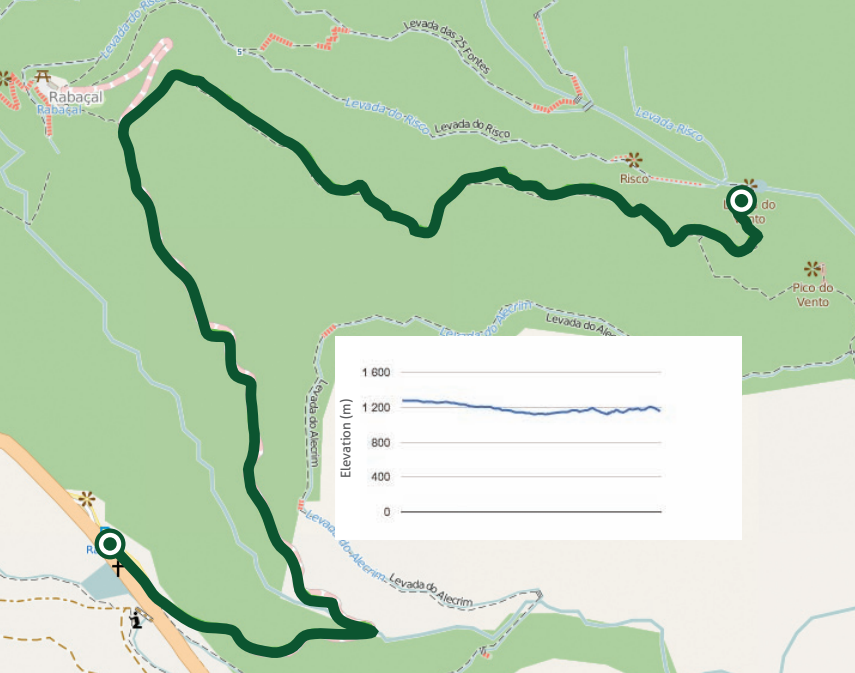 Levada do Risco
Levada das 25 Fontes
5°
Rabaçal
Rabaçal
Levada do Risco
Levada do Risco
Levada Risco
Risco
do
Pico do
Vento
Levada do Alecrim
Levada do
Levada do Alecrim
Levada do Alecrim
Levada do Alecrim
1 600
1 200
800
400
0
Elevation (m)